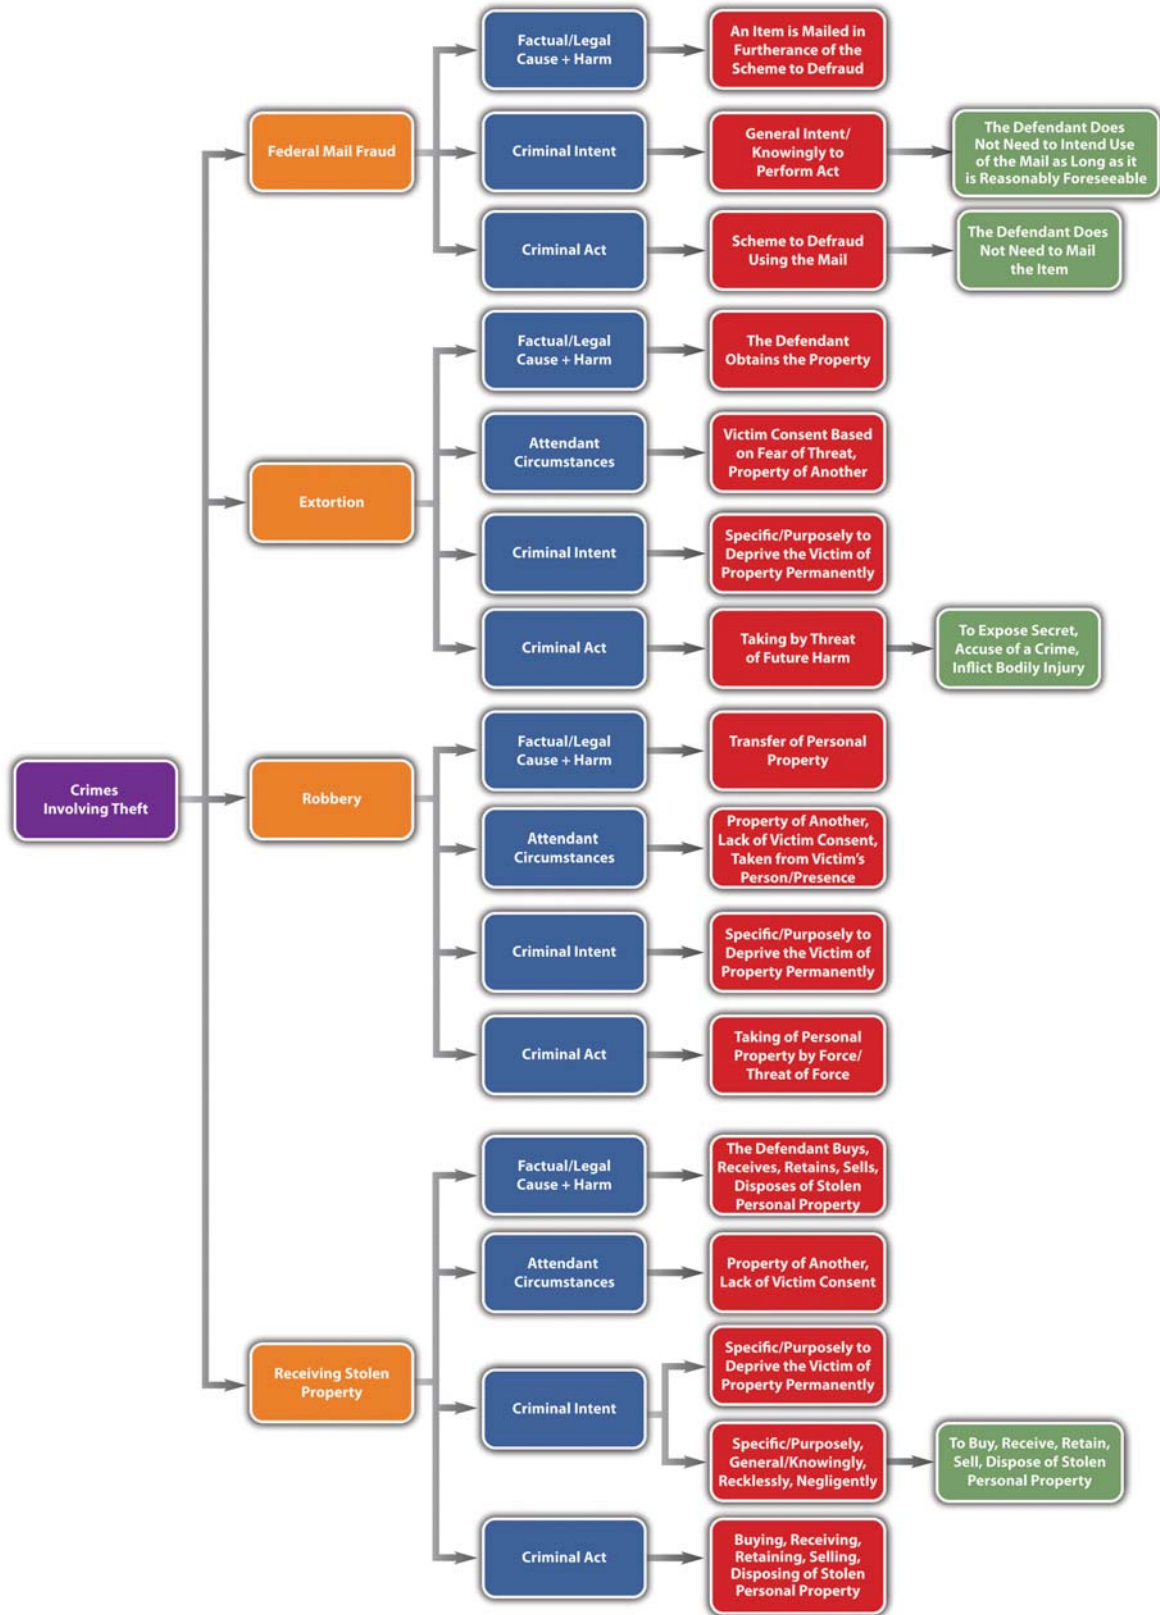 Crimes
Involving Theft
Federal Mail Fraud
Factual/Legal
Cause + Harm
An Item is Mailed in
Furtherance of the
Scheme to Defraud
Criminal Intent
General Intent/
Knowingly to
Perform Act
The Defendant Does
Not Need to Intend Use
of the Mail as Long as it
is Reasonably Foreseeable
Criminal Act
Scheme to Defraud
Using the Mail
The Defendant Does
Not Need to Mail
the Item
Extortion
Factual/Legal
Cause + Harm
The Defendant
Obtains the Property
Attendant
Circumstances
Victim Consent Based
on Fear of Threat,
Property of Another
Criminal Intent
Specific/Purposely to
Deprive the Victim of
Property Permanently
Criminal Act
Taking by Threat
of Future Harm
To Expose Secret,
Accuse of a Crime,
Inflict Bodily Injury
Robbery
Factual/Legal
Cause + Harm
Transfer of Personal
Property
Attendant
Circumstances
Property of Another,
Lack of Victim Consent,
Taken from Victim's
Person/Presence
Criminal Intent
Specific/Purposely to
Deprive the Victim of
Property Permanently
Criminal Act
Taking of Personal
Property by Force/
Threat of Force
Receiving Stolen
Property
Factual/Legal
Cause + Harm
The Defendant Buys,
Receives, Retains, Sells,
Disposes of Stolen
Personal Property
Attendant
Circumstances
Property of Another,
Lack of Victim Consent
Criminal Intent
Specific/Purposely to
Deprive the Victim of
Property Permanently
Specific/Purposely,
General/Knowingly,
Recklessly, Negligently
To Buy, Receive, Retain,
Sell, Dispose of Stolen
Personal Property
Criminal Act
Buying, Receiving,
Retaining, Selling,
Disposing of Stolen
Personal Property